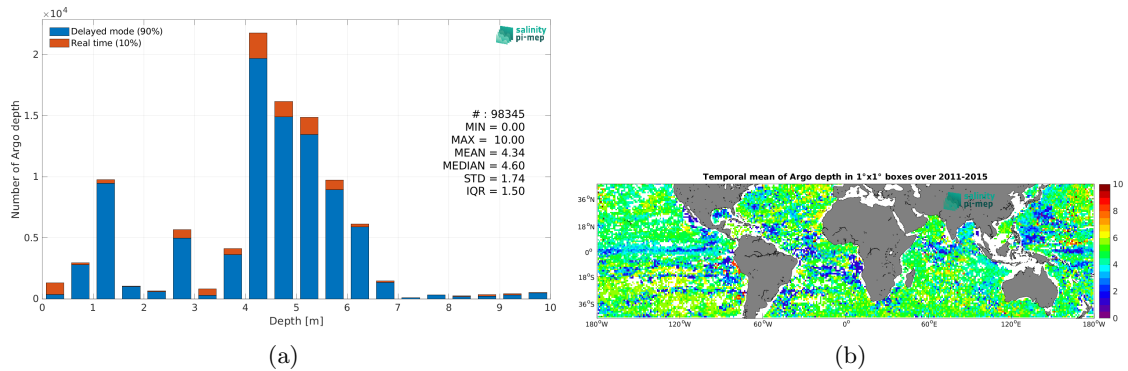 ×10⁴
Delayed mode (90%)
Real time (10%)
salinity
pi-mep
2
1.5
1
0.5
0
Number of Argo depth
# : 98345
MIN = 0.00
MAX = 10.00
MEAN = 4.34
MEDIAN = 4.60
STD = 1.74
IQR = 1.50
0 1 2 3 4 5 6 7 8 9 10
Depth [m]
(a)
Temporal mean of Argo depth in 1°x1° boxes over 2011-2015
salinity
pi-mep
36°N
18°N
0°
18°S
36°S
180°W 120°W 60°W 0° 60°E 120°E 180°W
10
8
6
4
2
0
(b)